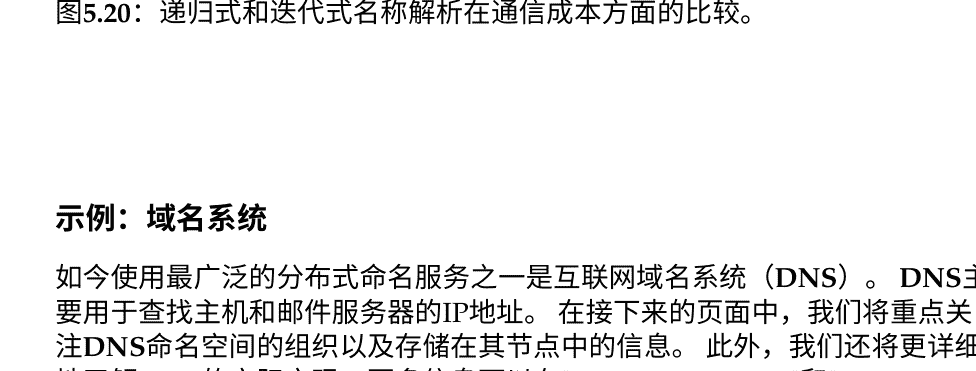 图5.20：递归式和迭代式名称解析在通信成本方面的比较。
示例：域名系统
如今使用最广泛的分布式命名服务之一是互联网域名系统（DNS）。 DNS主
要用于查找主机和邮件服务器的IP地址。 在接下来的页面中，我们将重点关
注DNS命名空间的组织以及存储在其节点中的信息。 此外，我们还将更详细